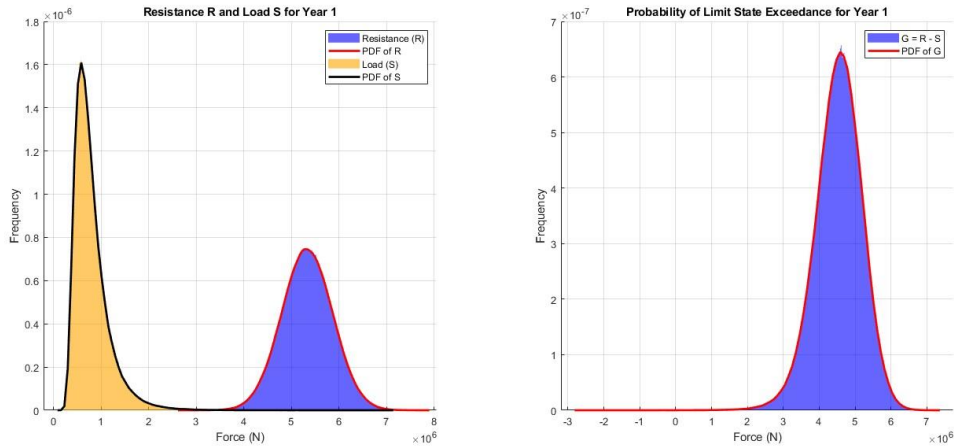 Resistance R and Load S for Year 1
Resistance (R)
PDF of R
Load (S)
PDF of S
Frequency
1.8
×10⁻⁶
1.6
1.4
1.2
1
0.8
0.6
0.4
0.2
0
0 1 2 3 4 5 6 7 8
Force (N)
×10⁶
Probability of Limit State Exceedance for Year 1
G = R - S
PDF of G
Frequency
7
×10⁻⁷
6
5
4
3
2
1
0
-3 -2 -1 0 1 2 3 4 5 6 7
Force (N)
×10⁶